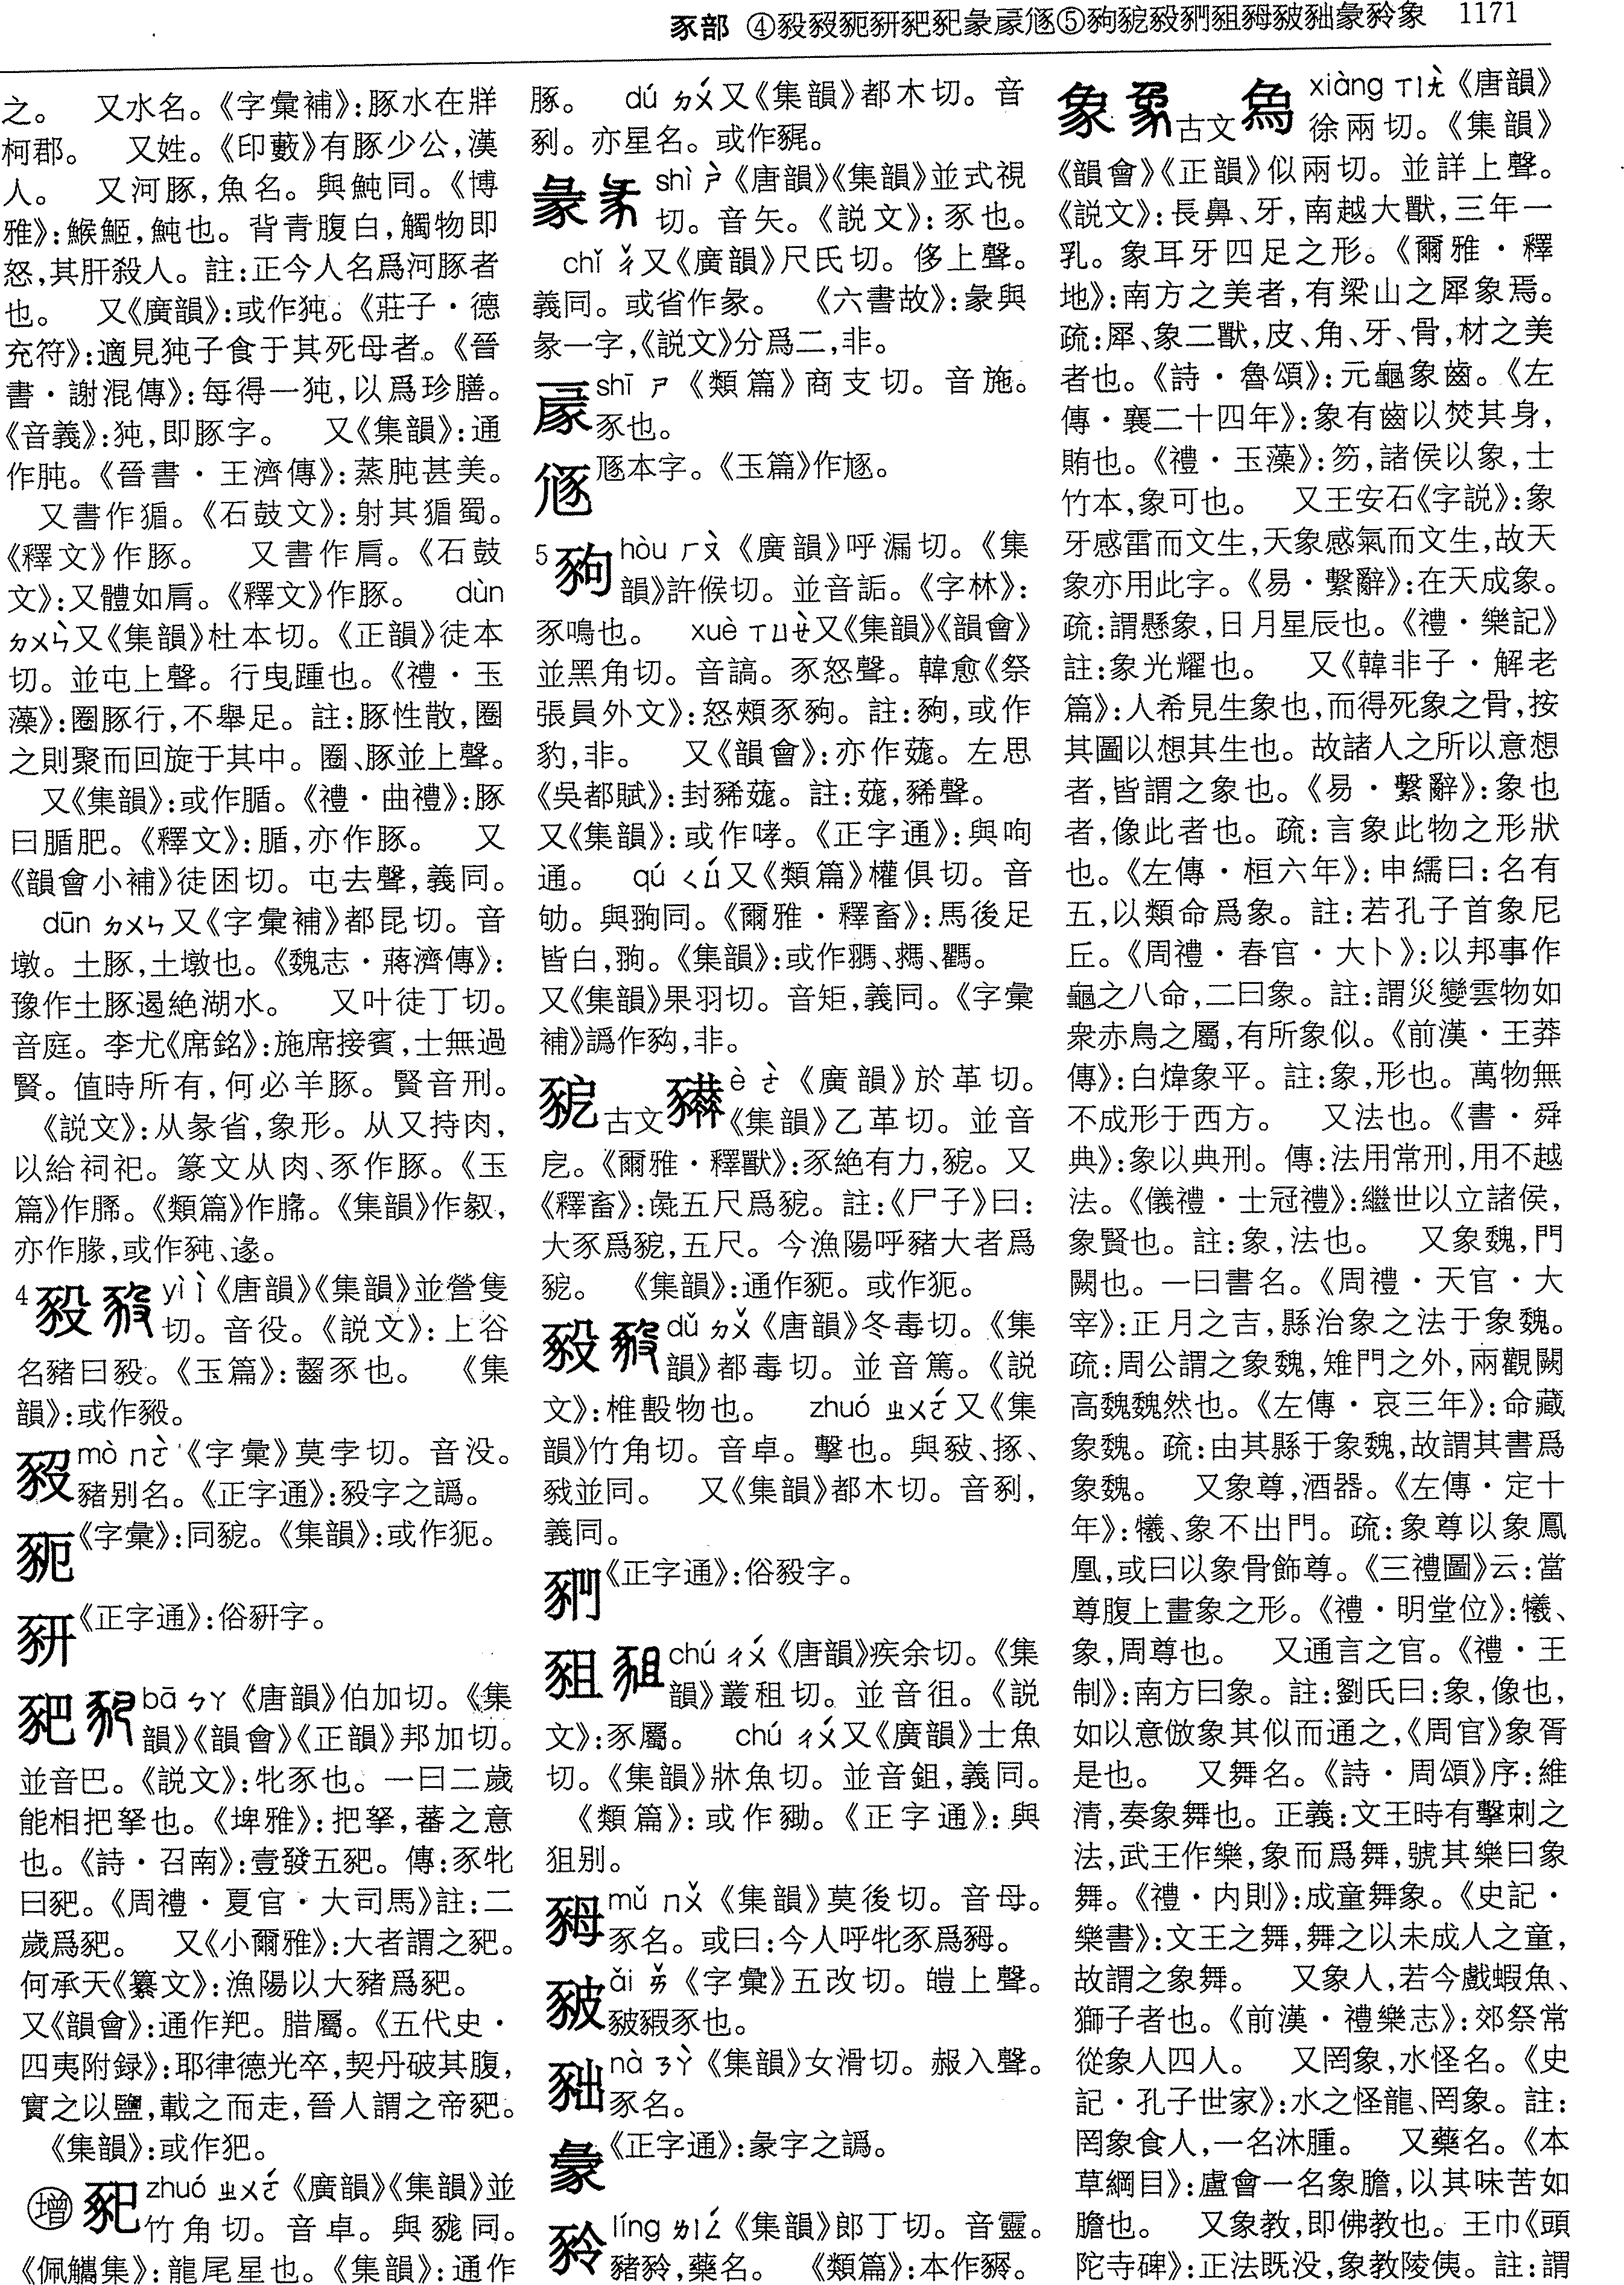 豕部 ④豛𧰹豟豜豝𧰨彖𧰲㞄⑤豿豟豛𧰽豠𧱅𧱏𧱁彖𧱈象 1171
之。 又水名。《字彙補》:豚水在牂
柯郡。 又姓。《印藪》有豚少公,漢
人。 又河豚,魚名。與魨同。《博
雅》:鯸䱌,魨也。背青腹白,觸物即
怒,其肝殺人。註:正今人名爲河豚者
也。 又《廣韻》:或作㹠。《莊子·德
充符》:適見㹠子食于其死母者。《晉
書·謝混傳》:每得一㹠,以爲珍膳。
《音義》:㹠,即豚字。 又《集韻》:通
作肫。《晉書·王濟傳》:蒸肫甚美。
又書作㺄。《石鼓文》:射其㺄蜀。
《釋文》作豚。 又書作肩。《石鼓
文》:又體如肩。《釋文》作豚。 dùn
ㄉㄨㄣˋ又《集韻》杜本切。《正韻》徒本
切。並屯上聲。行曳踵也。《禮·玉
藻》:圈豚行,不舉足。註:豚性散,圈
之則聚而回旋于其中。圈、豚並上聲。
又《集韻》:或作腯。《禮·曲禮》:豚
曰腯肥。《釋文》:腯,亦作豚。 又
《韻會小補》徒困切。屯去聲,義同。
dūn ㄉㄨㄣ又《字彙補》都昆切。音
墩。土豚,土墩也。《魏志·蔣濟傳》:
豫作土豚遏絶湖水。 又叶徒丁切。
音庭。李尤《席銘》:施席接賓,士無過
賢。值時所有,何必羊豚。賢音刑。
《説文》:从彖省,象形。从又持肉,
以給祠祀。篆文从肉、豕作豚。《玉
篇》作䐁。《類篇》作𦜴。《集韻》作㕡,
亦作腞,或作豘、遂。
4 豛 yì ㄧˋ《唐韻》《集韻》並營隻
切。音役。《説文》:上谷
名豬曰豛。《玉篇》:豶豕也。 《集
韻》:或作豛。
mò ㄇㄛˋ《字彙》莫孛切。音没。
豬别名。《正字通》:豛字之譌。
豟 《字彙》:同豟。《集韻》:或作㹢。
豜 《正字通》:俗豣字。
豝 bā ㄅㄚ《唐韻》伯加切。《集
韻》《韻會》《正韻》邦加切。
並音巴。《説文》:牝豕也。一曰二歲
能相把拏也。《埤雅》:把拏,蕃之意
也。《詩·召南》:壹發五豝。傳:豕牝
曰豝。《周禮·夏官·大司馬》註:二
歲爲豝。 又《小爾雅》:大者謂之豝。
何承天《纂文》:漁陽以大豬爲豝。
又《韻會》:通作羓。腊屬。《五代史·
四夷附録》:耶律德光卒,契丹破其腹,
實之以鹽,載之而走,晉人謂之帝豝。
《集韻》:或作犯。
增 zhuó ㄓㄨㄛˊ《廣韻》《集韻》並
竹角切。音卓。與豥同。
《佩觿集》:龍尾星也。《集韻》:通作
豚。 dú ㄉㄨˊ又《集韻》都木切。音
剢。亦星名。或作㞘。
彖 shì ㄕˋ《唐韻》《集韻》並式視
切。音矢。《説文》:豕也。
chǐ ㄔˇ又《廣韻》尺氏切。侈上聲。
義同。或省作彖。 《六書故》:彖與
彖一字,《説文》分爲二,非。
shī ㄕ《類篇》商支切。音施。
豕也。
豗本字。《玉篇》作尵。
5 豿 hòu ㄏㄡˋ《廣韻》呼漏切。《集
韻》許候切。並音詬。《字林》:
豕鳴也。 xuè ㄒㄩㄝˋ又《集韻》《韻會》
並黑角切。音謞。豕怒聲。韓愈《祭
張員外文》:怒頰豕豿。註:豿,或作
豹,非。 又《韻會》:亦作䝔。左思
《吳都賦》:封豨䝔。註:䝔,豨聲。
又《集韻》:或作哮。《正字通》:與呴
通。 qú ㄑㄩˊ又《類篇》權俱切。音
劬。與翑同。《爾雅·釋畜》:馬後足
皆白,翑。《集韻》:或作䮷、𩦺、𩧐。
又《集韻》果羽切。音矩,義同。《字彙
補》譌作豞,非。
豟 古文 è ㄜˋ《廣韻》於革切。
《集韻》乙革切。並音
戹。《爾雅·釋獸》:豕絶有力,豟。又
《釋畜》:彘五尺爲豟。註:《尸子》曰:
大豕爲豟,五尺。今漁陽呼豬大者爲
豟。 《集韻》:通作豟。或作㹢。
dǔ ㄉㄨˇ《唐韻》冬毒切。《集
韻》都毒切。並音篤。《説
文》:椎毄物也。 zhuó ㄓㄨㄛˊ又《集
韻》竹角切。音卓。擊也。與㪬、㧻、
㦻並同。 又《集韻》都木切。音剢,
義同。
《正字通》:俗豛字。
豠 chú ㄔㄨˊ《唐韻》疾余切。《集
韻》叢租切。並音徂。《説
文》:豕屬。 chú ㄔㄨˊ又《廣韻》士魚
切。《集韻》牀魚切。並音鉏,義同。
《類篇》:或作㔧。《正字通》:與
狙别。
mǔ ㄇㄨˇ《集韻》莫後切。音母。
豕名。或曰:今人呼牝豕爲㹇。
ǎi ㄞˇ《字彙》五改切。皚上聲。
豥豭豕也。
nà ㄋㄚˋ《集韻》女滑切。赧入聲。
豕名。
彖 《正字通》:彖字之譌。
líng ㄌㄧㄥˊ《集韻》郎丁切。音靈。
豬豞,藥名。 《類篇》:本作豂。
象 古文 xiàng ㄒㄧㄤˋ《唐韻》
徐兩切。《集韻》
《韻會》《正韻》似兩切。並詳上聲。
《説文》:長鼻、牙,南越大獸,三年一
乳。象耳牙四足之形。《爾雅·釋
地》:南方之美者,有梁山之犀象焉。
疏:犀、象二獸,皮、角、牙、骨,材之美
者也。《詩·魯頌》:元龜象齒。《左
傳·襄二十四年》:象有齒以焚其身,
賄也。《禮·玉藻》:笏,諸侯以象,士
竹本,象可也。 又王安石《字説》:象
牙感雷而文生,天象感氣而文生,故天
象亦用此字。《易·繫辭》:在天成象。
疏:謂懸象,日月星辰也。《禮·樂記》
註:象光耀也。 又《韓非子·解老
篇》:人希見生象也,而得死象之骨,按
其圖以想其生也。故諸人之所以意想
者,皆謂之象也。《易·繫辭》:象也
者,像此者也。疏:言象此物之形狀
也。《左傳·桓六年》:申繻曰:名有
五,以類命爲象。註:若孔子首象尼
丘。《周禮·春官·大卜》:以邦事作
龜之八命,二曰象。註:謂災變雲物如
衆赤鳥之屬,有所象似。《前漢·王莽
傳》:白煒象平。註:象,形也。萬物無
不成形于西方。 又法也。《書·舜
典》:象以典刑。傳:法用常刑,用不越
法。《儀禮·士冠禮》:繼世以立諸侯,
象賢也。註:象,法也。 又象魏,門
闕也。一曰書名。《周禮·天官·大
宰》:正月之吉,縣治象之法于象魏。
疏:周公謂之象魏,雉門之外,兩觀闕
高魏魏然也。《左傳·哀三年》:命藏
象魏。疏:由其縣于象魏,故謂其書爲
象魏。 又象尊,酒器。《左傳·定十
年》:犧、象不出門。疏:象尊以象鳳
凰,或曰以象骨飾尊。《三禮圖》云:當
尊腹上畫象之形。《禮·明堂位》:犧、
象,周尊也。 又通言之官。《禮·王
制》:南方曰象。註:劉氏曰:象,像也,
如以意倣象其似而通之,《周官》象胥
是也。 又舞名。《詩·周頌》序:維
清,奏象舞也。正義:文王時有擊刺之
法,武王作樂,象而爲舞,號其樂曰象
舞。《禮·内則》:成童舞象。《史記·
樂書》:文王之舞,舞之以未成人之童,
故謂之象舞。 又象人,若今戲蝦魚、
獅子者也。《前漢·禮樂志》:郊祭常
從象人四人。 又罔象,水怪名。《史
記·孔子世家》:水之怪龍、罔象。註:
罔象食人,一名沐腫。 又藥名。《本
草綱目》:盧會一名象膽,以其味苦如
膽也。 又象教,即佛教也。王巾《頭
陀寺碑》:正法既没,象教陵侇。註:謂